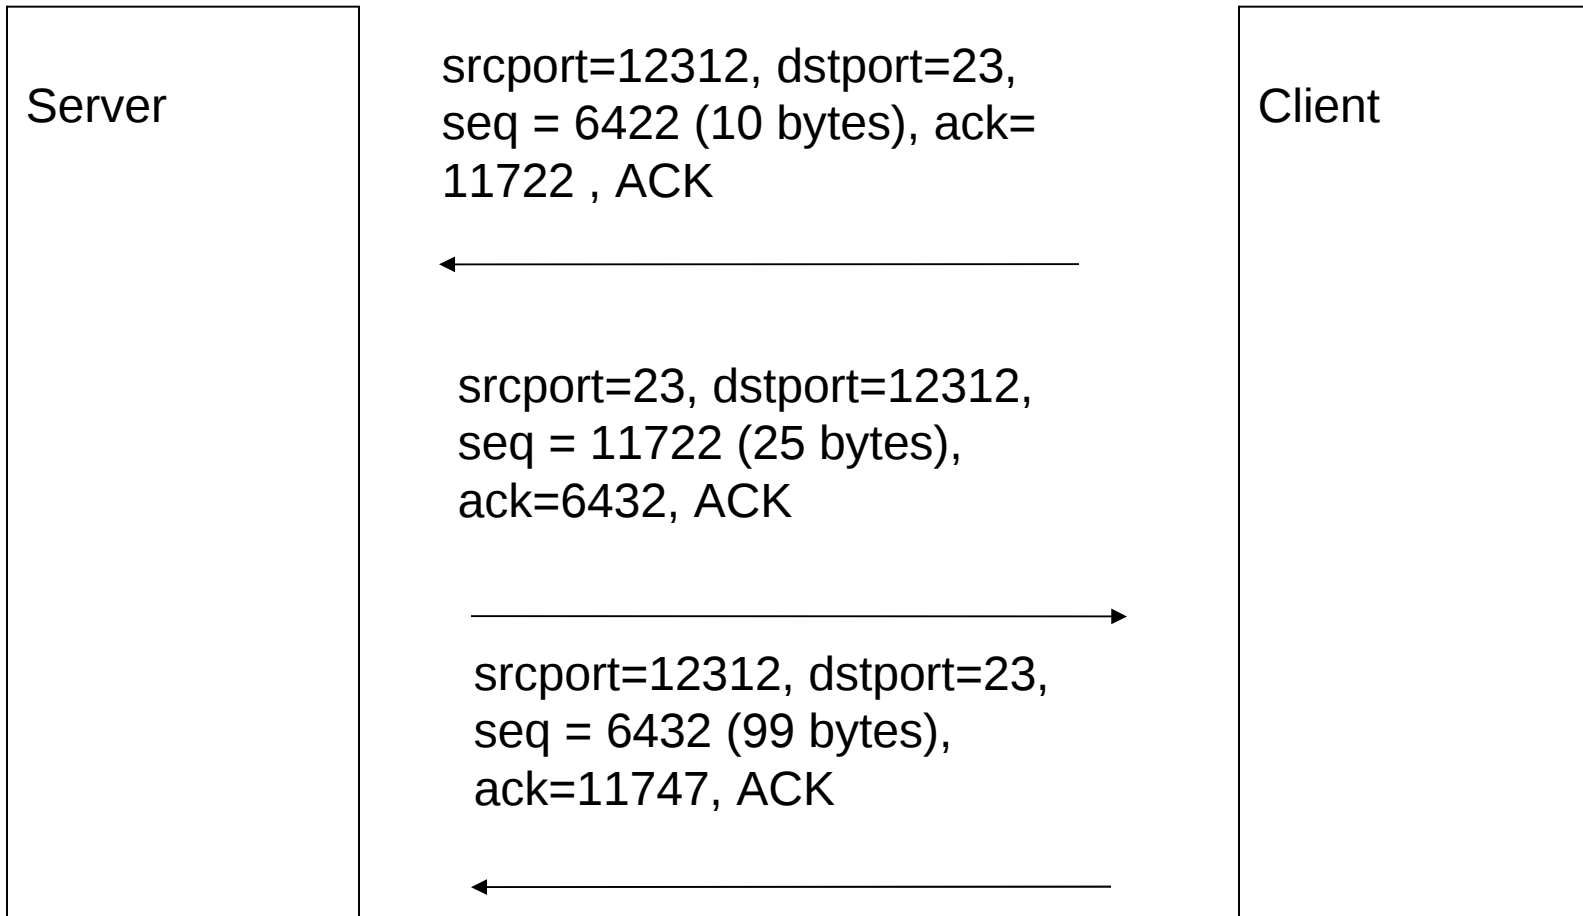 Server
srcport=12312, dstport=23,
seq = 6422 (10 bytes), ack=
11722 , ACK
Client
srcport=23, dstport=12312,
seq = 11722 (25 bytes),
ack=6432, ACK
srcport=12312, dstport=23,
seq = 6432 (99 bytes),
ack=11747, ACK